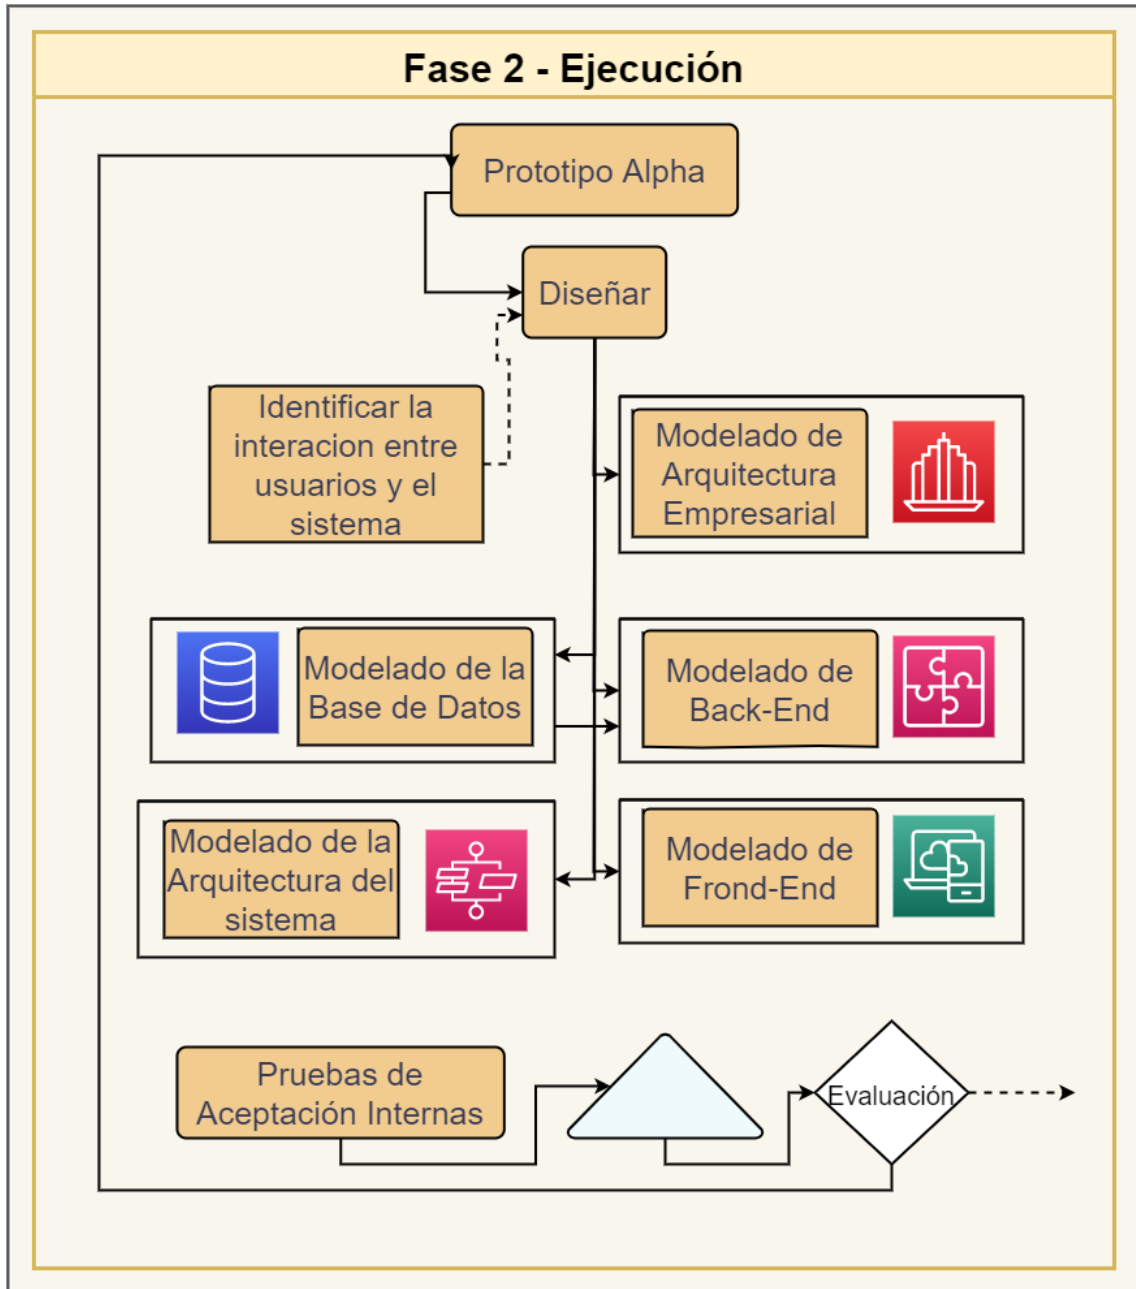 Fase 2 - Ejecución
Prototipo Alpha
Diseñar
Identificar la
interacion entre
usuarios y el
sistema
Modelado de
Arquitectura
Empresarial
Modelado de la
Base de Datos
Modelado de
Back-End
Modelado de la
Arquitectura del
sistema
Modelado de
Frond-End
Pruebas de
Aceptación Internas
Evaluación